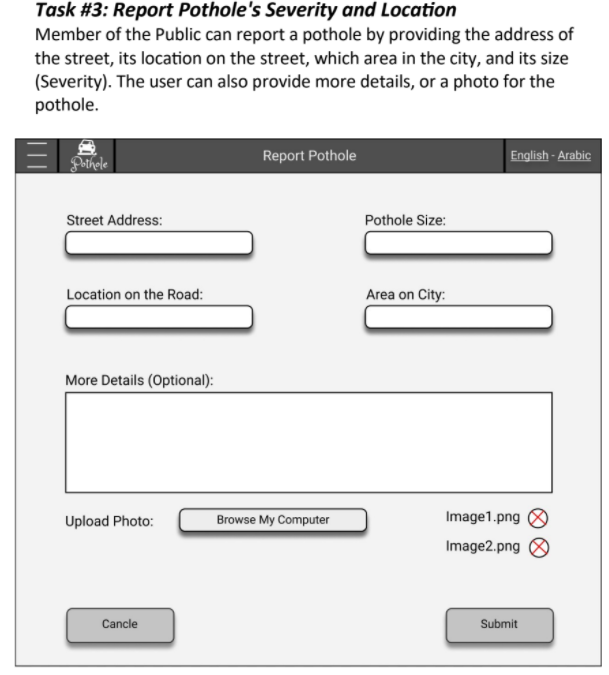 Task #3: Report Pothole's Severity and Location
Member of the Public can report a pothole by providing the address of
the street, its location on the street, which area in the city, and its size
(Severity). The user can also provide more details, or a photo for the
pothole.
Pothole
Report Pothole
English - Arabic
Street Address:
Pothole Size:
Location on the Road:
Area on City:
More Details (Optional):
Upload Photo:
Browse My Computer
Image1.png
Image2.png
Cancle
Submit